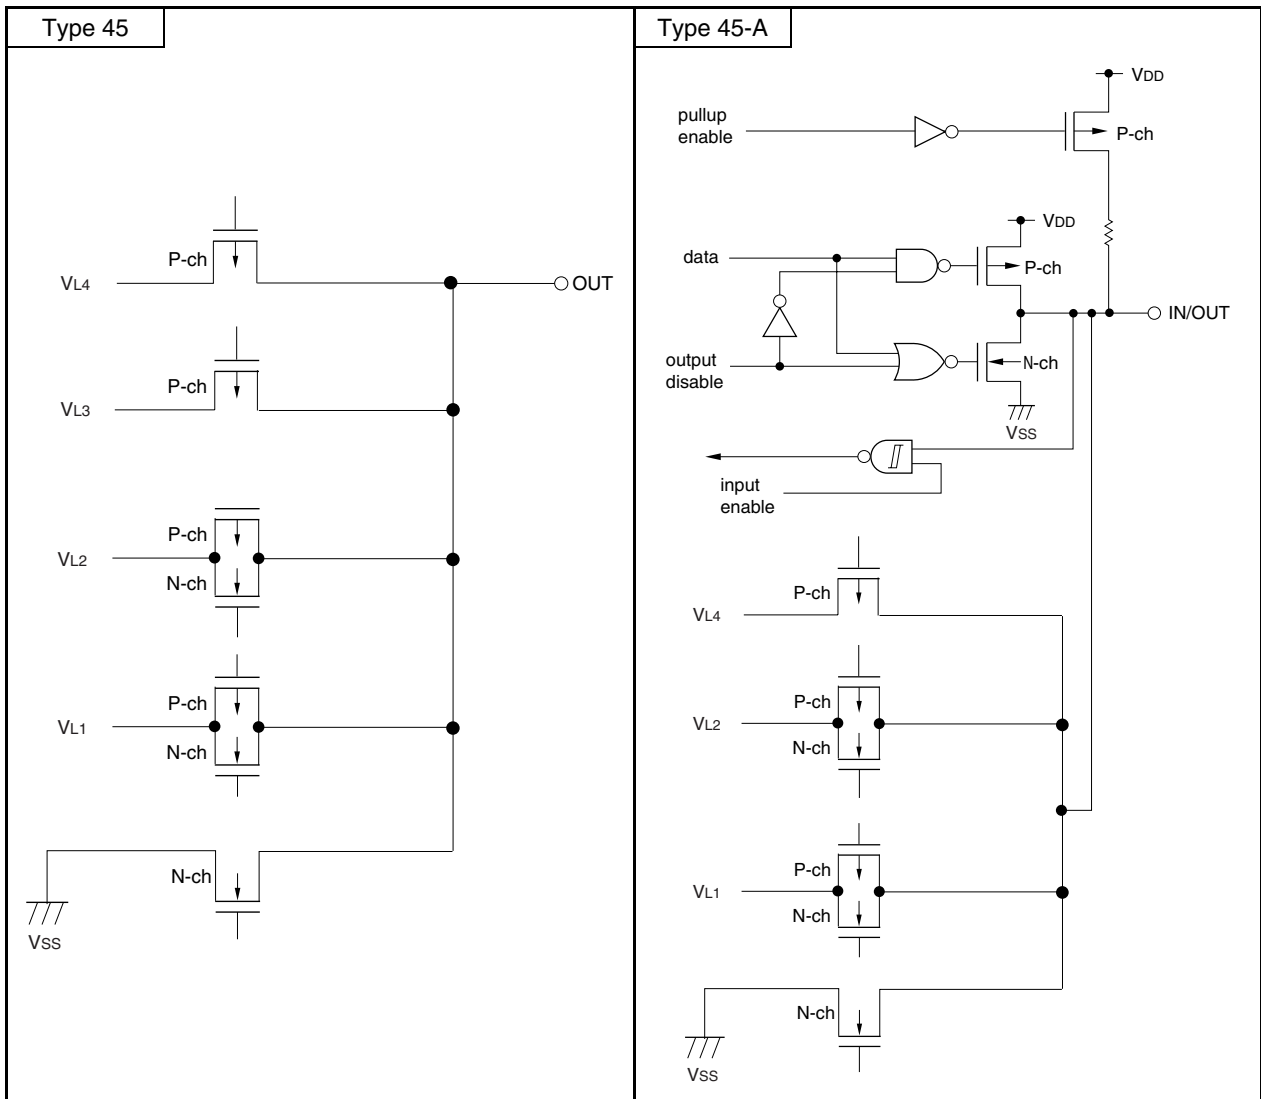 Type 45
P-ch
VL4
OUT
P-ch
VL3
P-ch
VL2
N-ch
P-ch
VL1
N-ch
N-ch
VSS
Type 45-A
VDD
pullup
enable
P-ch
VDD
data
P-ch
IN/OUT
output
disable
N-ch
VSS
input
enable
P-ch
VL4
P-ch
VL2
N-ch
P-ch
VL1
N-ch
N-ch
VSS